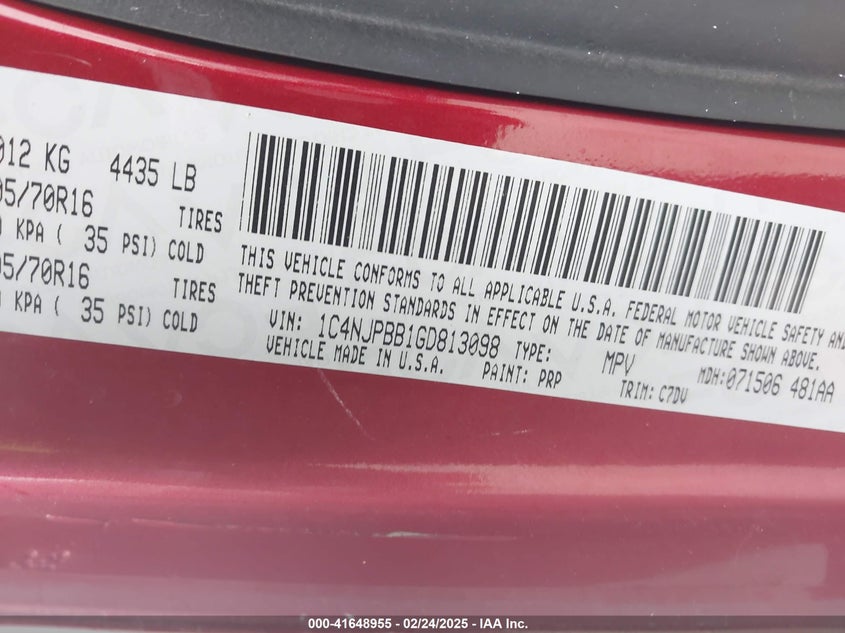 012 KG 4435 LB
05/70R16 TIRES
KPA ( 35 PSI) COLD
05/70R16 TIRES
KPA ( 35 PSI) COLD
THIS VEHICLE CONFORMS TO ALL APPLICABLE U.S.A. FEDERAL MOTOR VEHICLE SAFETY AND
THEFT PREVENTION STANDARDS IN EFFECT ON THE DATE OF MANUFACTURE SHOWN ABOVE.
VIN: 1C4NJPBB1GD813098 TYPE: MPV MDH:071506 481AA
VEHICLE MADE IN U.S.A. PAINT: PRP TRIM: C7DV
000-41648955 - 02/24/2025 - IAA Inc.